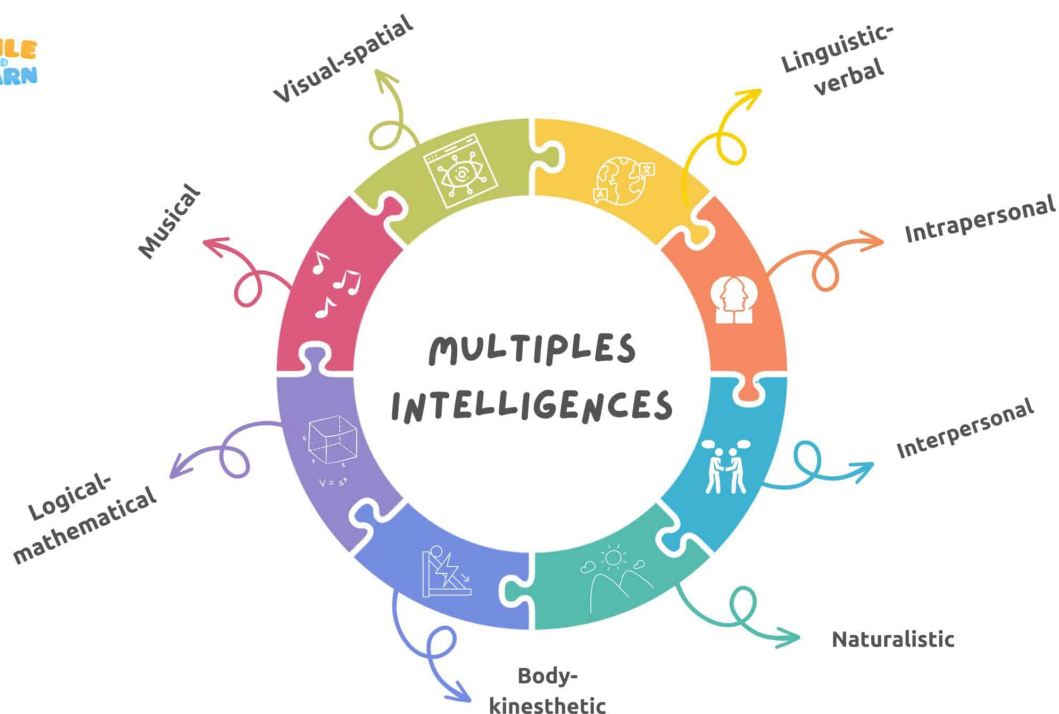 Visual-spatial
Linguistic-
verbal
Musical
Intrapersonal
MULTIPLES
INTELLIGENCES
Interpersonal
Logical-
mathematical
V = s³
Naturalistic
Body-
kinesthetic